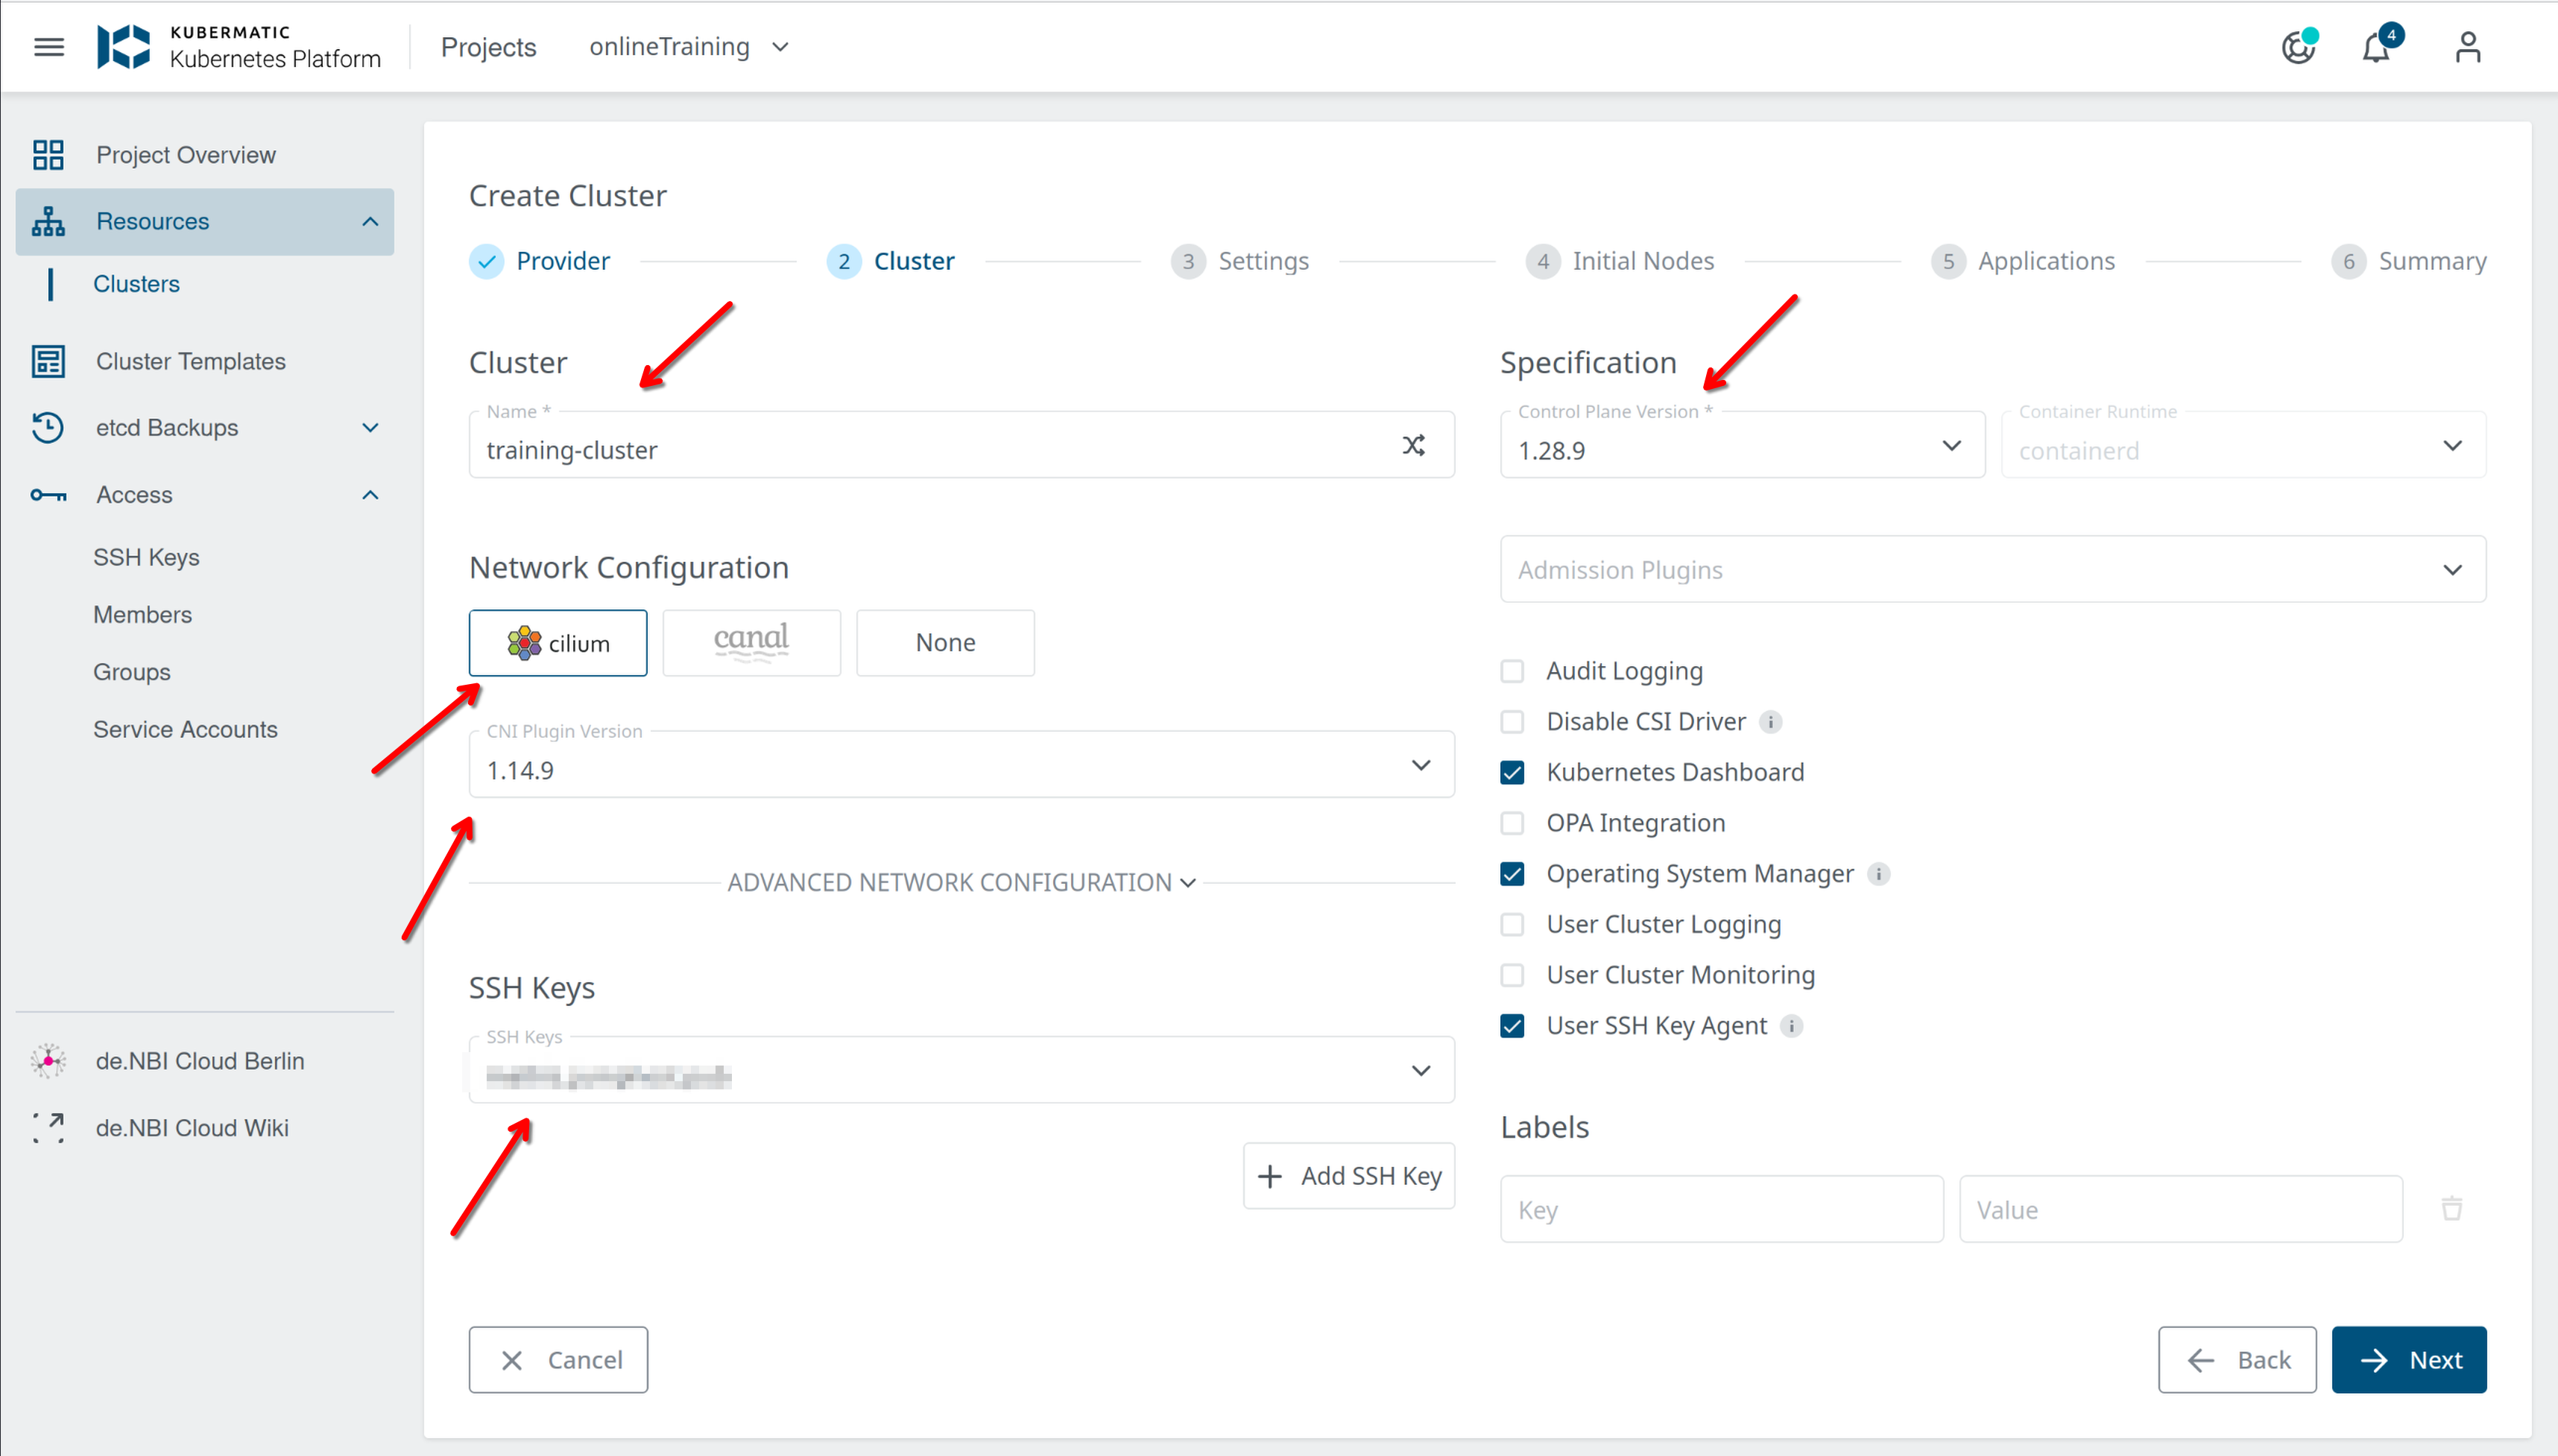 KUBERMATIC
Kubernetes Platform
Projects
onlineTraining
4
Project Overview
Resources
Clusters
Cluster Templates
etcd Backups
Access
SSH Keys
Members
Groups
Service Accounts
de.NBI Cloud Berlin
de.NBI Cloud Wiki
Create Cluster
Provider
2 Cluster
3 Settings
4 Initial Nodes
5 Applications
6 Summary
Cluster
Name *
training-cluster
Network Configuration
cilium
canal
None
CNI Plugin Version
1.14.9
ADVANCED NETWORK CONFIGURATION
SSH Keys
SSH Keys
Add SSH Key
Specification
Control Plane Version *
1.28.9
Container Runtime
containerd
Admission Plugins
Audit Logging
Disable CSI Driver i
Kubernetes Dashboard
OPA Integration
Operating System Manager i
User Cluster Logging
User Cluster Monitoring
User SSH Key Agent i
Labels
Key
Value
Cancel
Back
Next